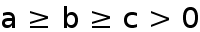 a ≥ b ≥ c > 0